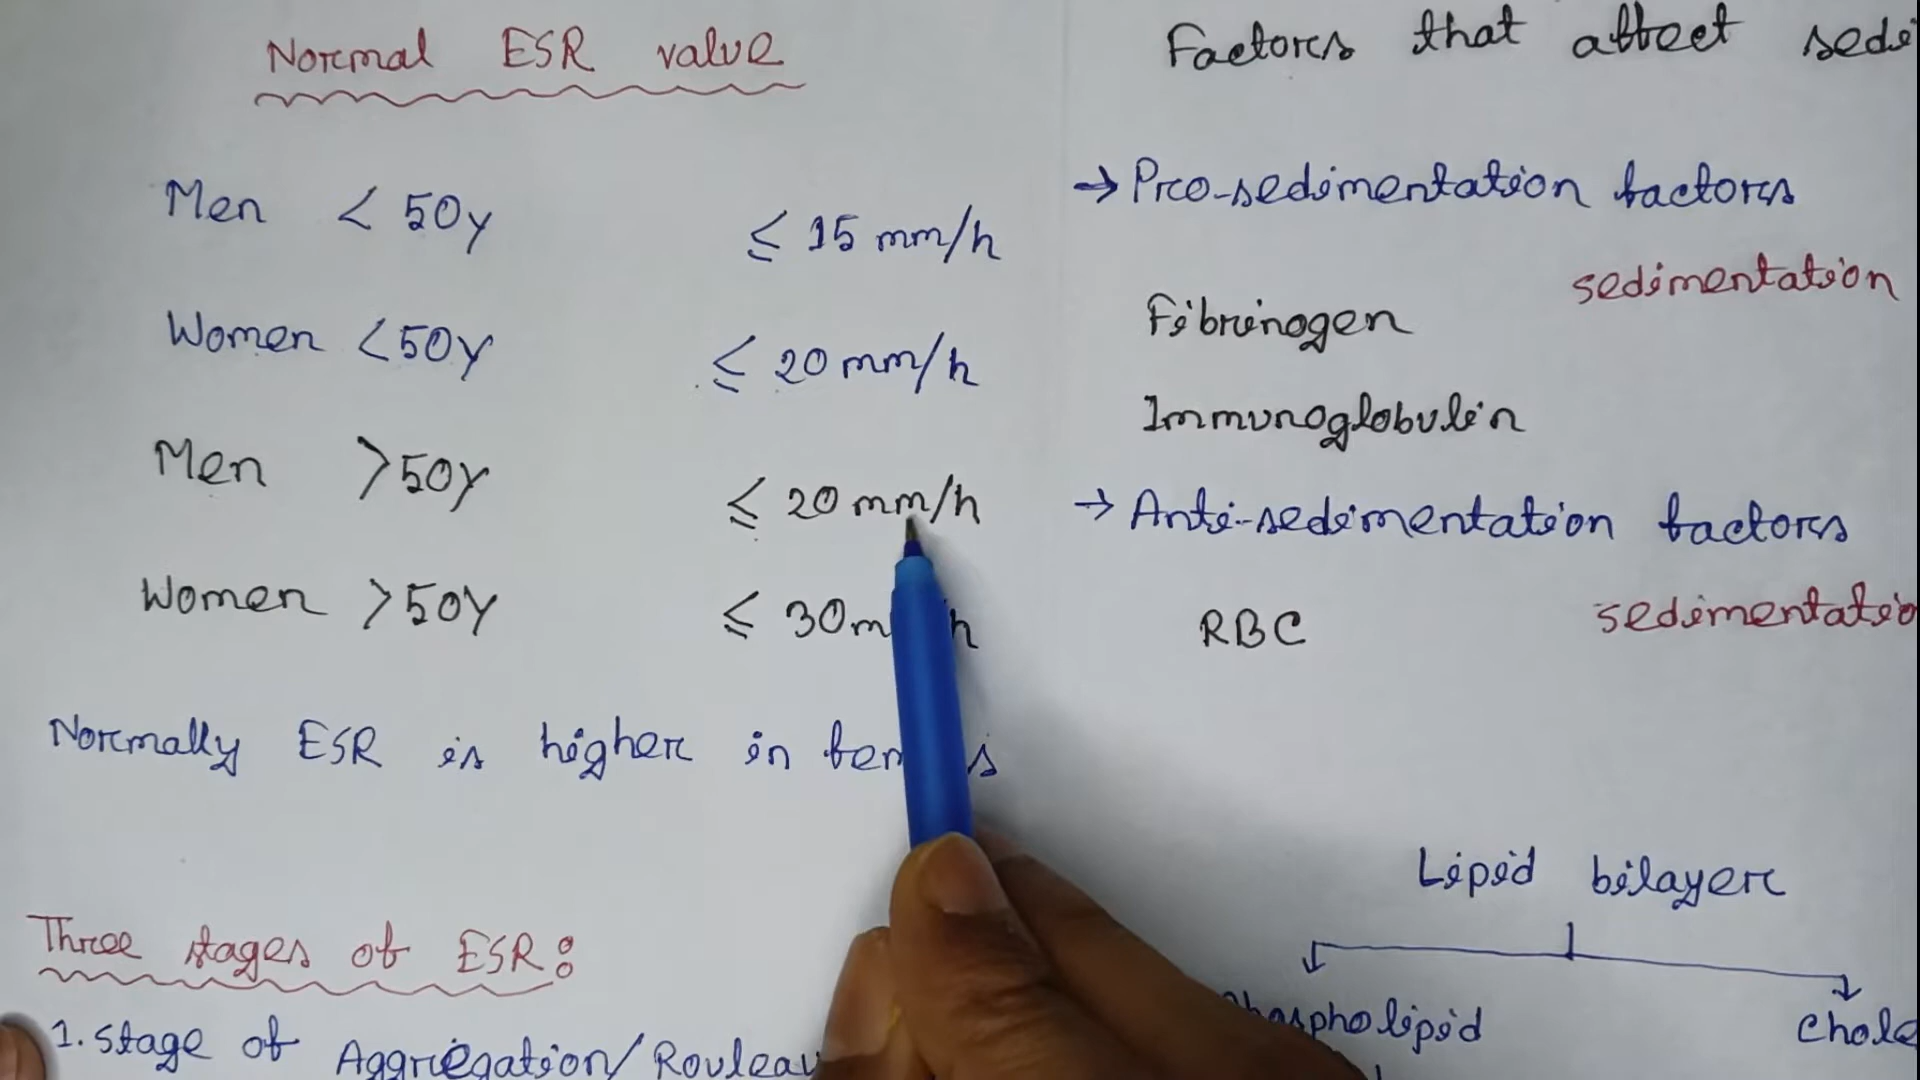 Normal ESR value
Men < 50y ≤ 15 mm/h
Women < 50y ≤ 20 mm/h
Men > 50y ≤ 20 mm/h
Women > 50y ≤ 30 m h
Normally ESR is higher in
Three stages of ESR:
1. Stage of Aggregation/
Factors that affect
→ Pro-sedimentation factors
sedimentation
Fibrinogen
Immunoglobulin
→ Anti-sedimentation factors
RBC
Lipid bilayer